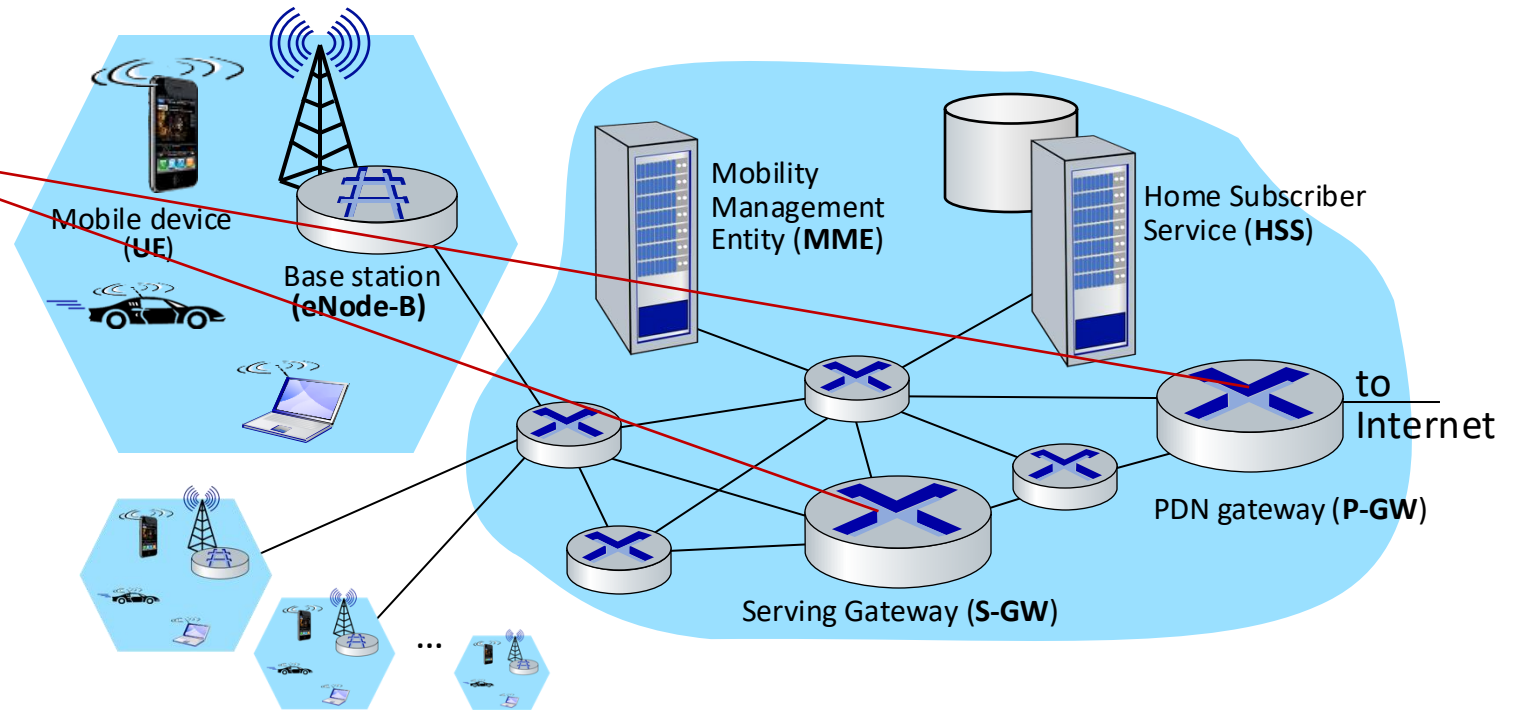 Mobile device
(UE)
Base station
(eNode-B)
Mobility
Management
Entity (MME)
Home Subscriber
Service (HSS)
to
Internet
PDN gateway (P-GW)
Serving Gateway (S-GW)
...